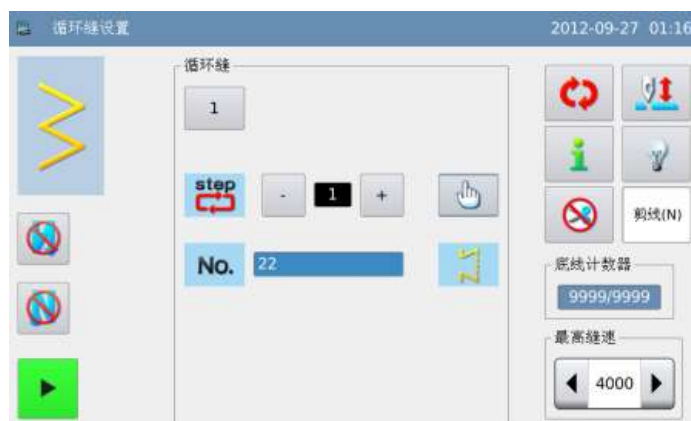 循环缝设置
2012-09-27 01:16
循环缝
1
step
- 1 +
No. 22
剪线(N)
底线计数器
9999/9999
最高缝速
4000